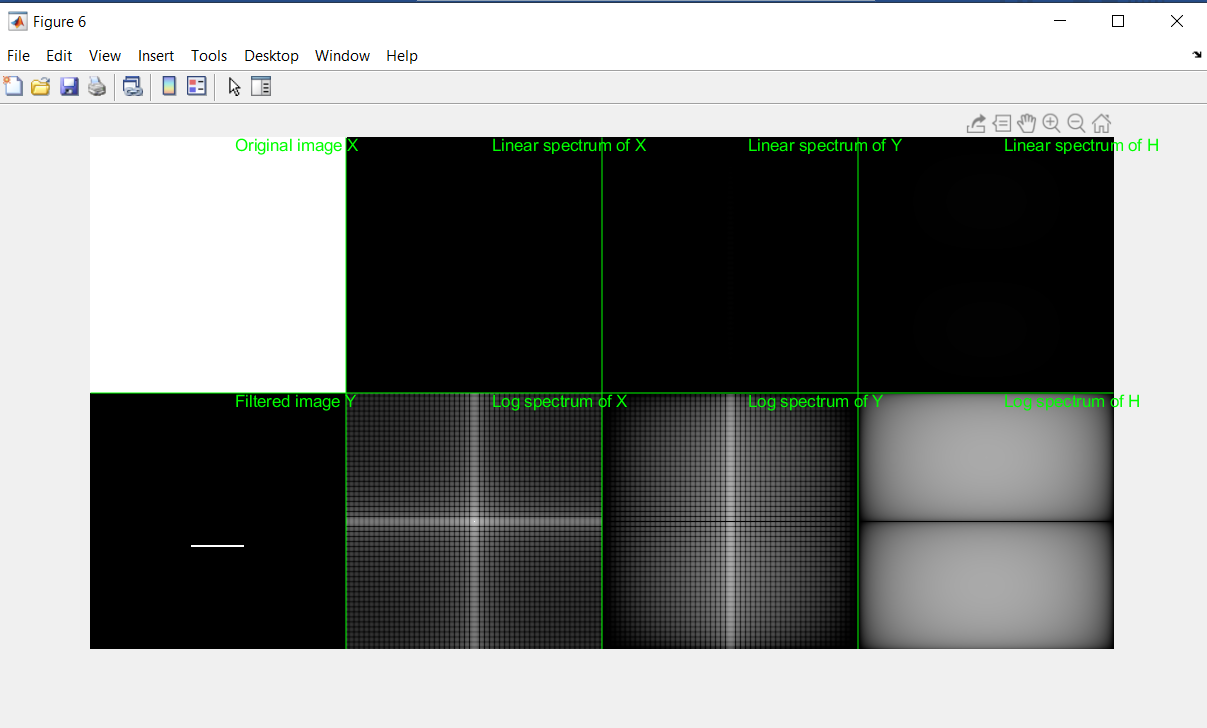 Figure 6
File Edit View Insert Tools Desktop Window Help
Original image X Linear spectrum of X Linear spectrum of Y Linear spectrum of H
Filtered image Y Log spectrum of X Log spectrum of Y Log spectrum of H